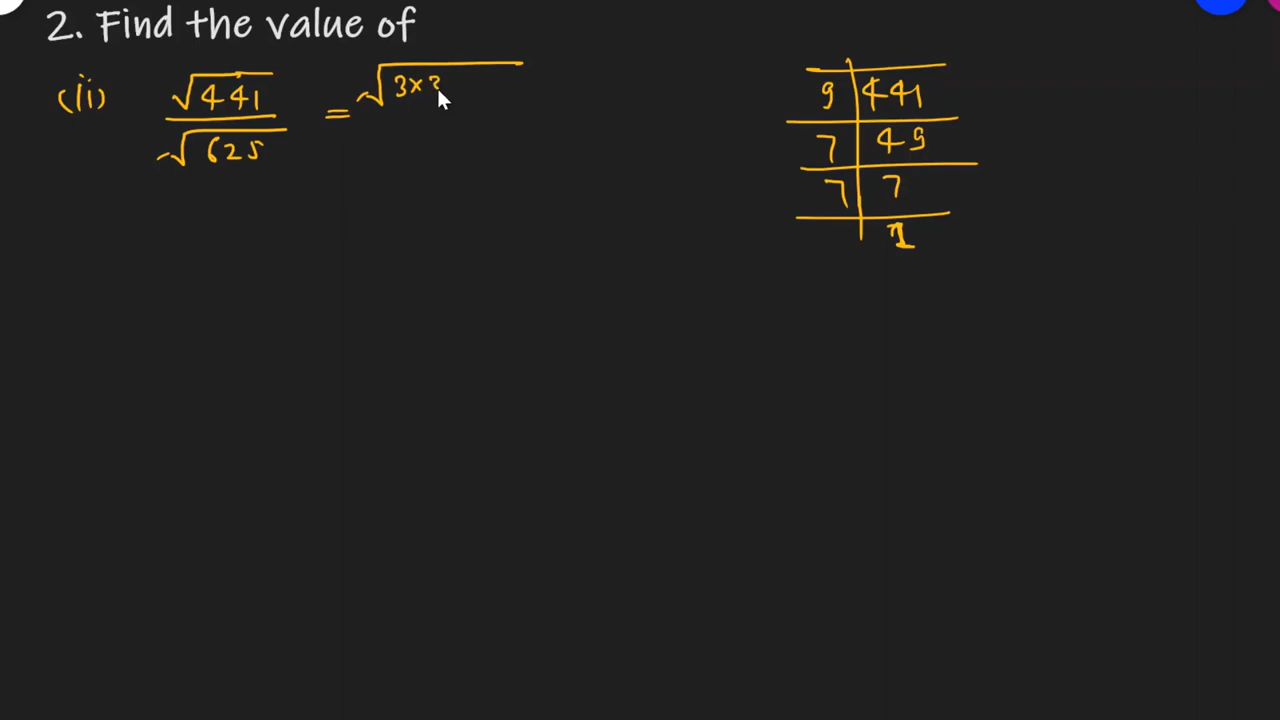 2. Find the value of
(ii) √441 / √625 = √3×3
9 | 441
7 | 49
7 | 7
1